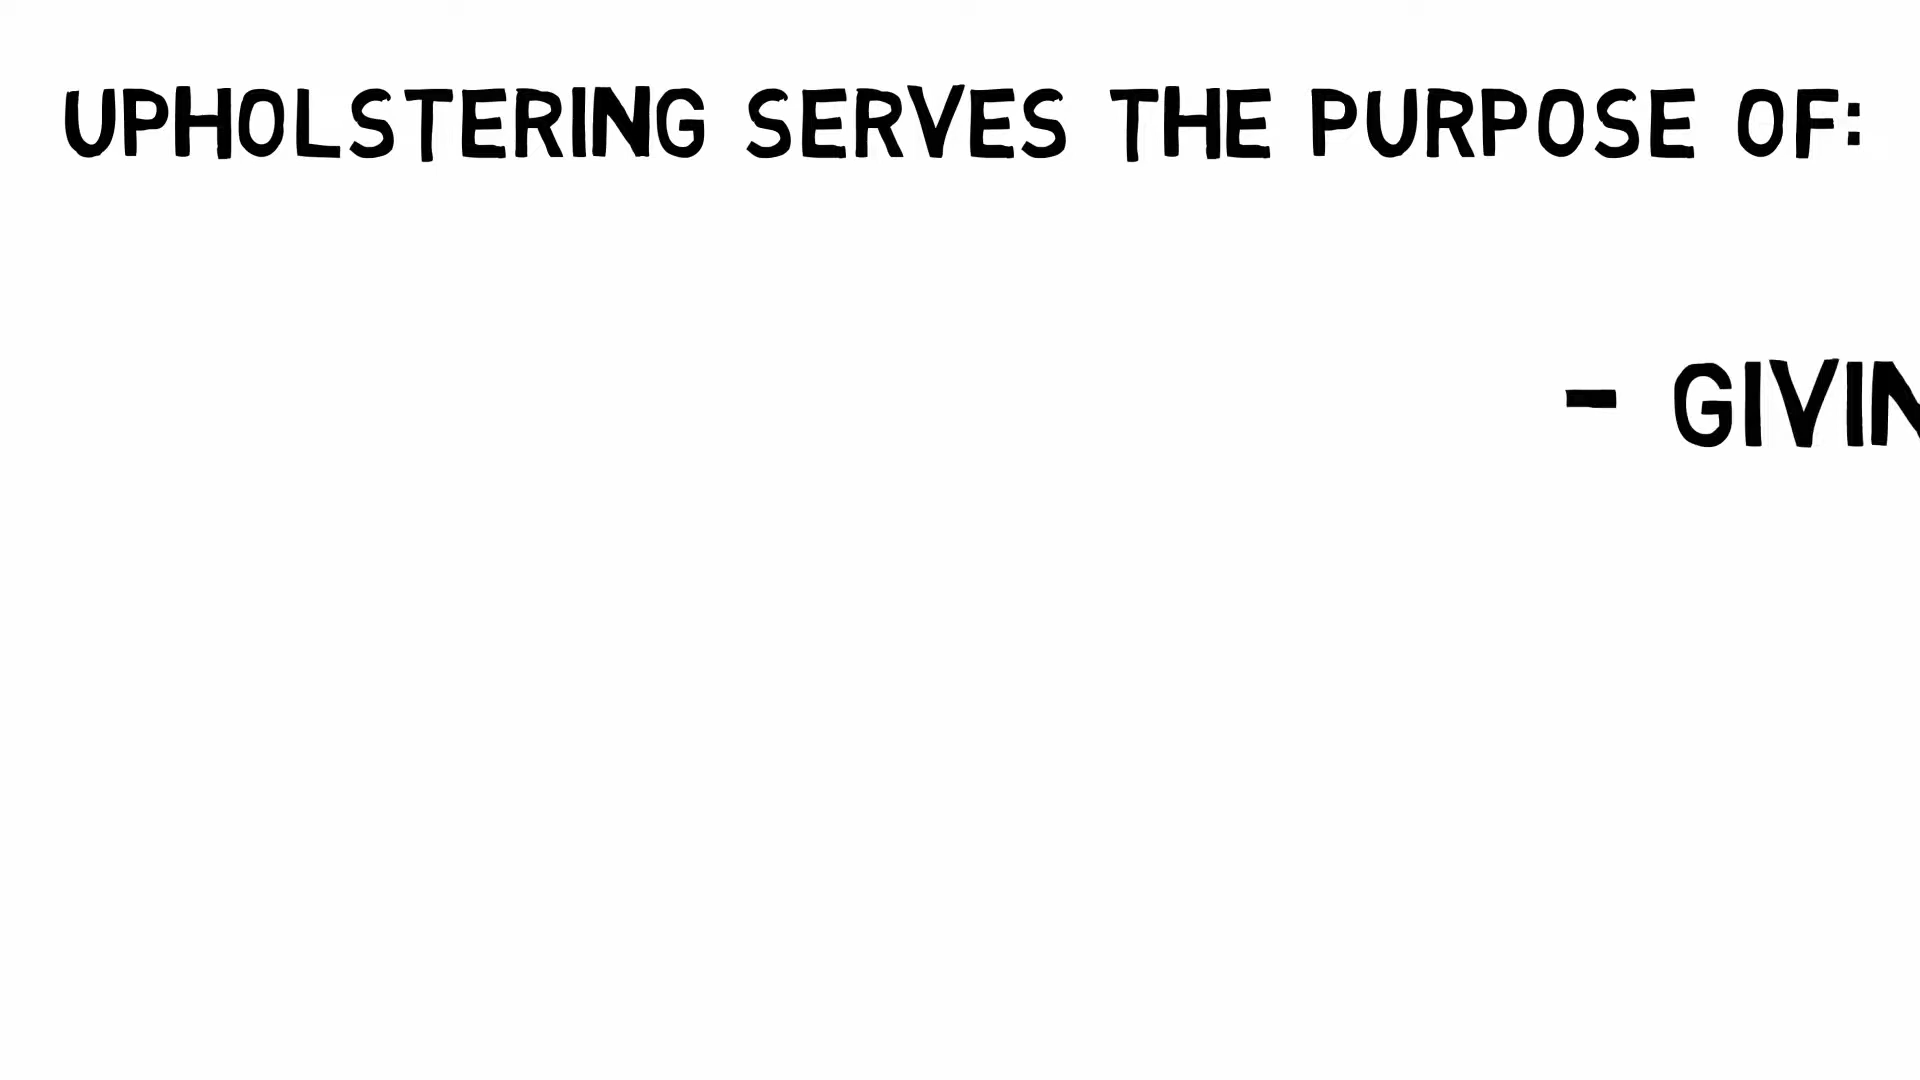 UPHOLSTERING SERVES THE PURPOSE OF:
- GIVIN